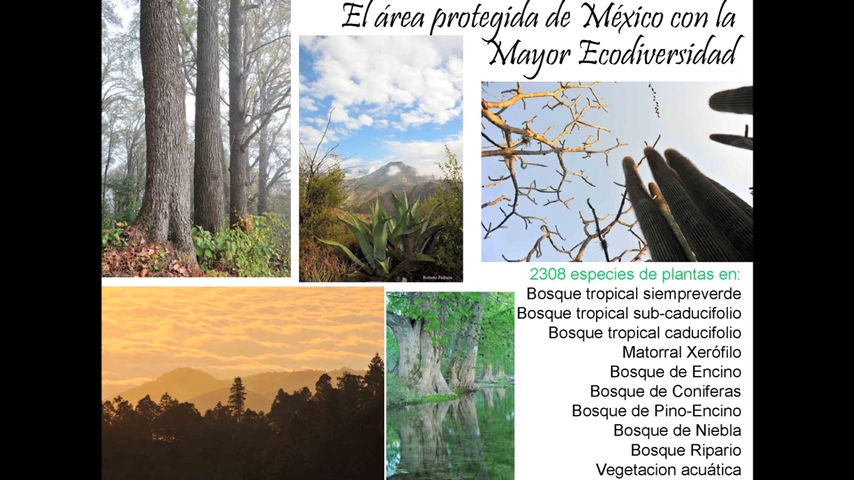 El área protegida de México con la
Mayor Ecodiversidad
Roberto Pedraza
2308 especies de plantas en:
Bosque tropical siempreverde
Bosque tropical sub-caducifolio
Bosque tropical caducifolio
Matorral Xerófilo
Bosque de Encino
Bosque de Coniferas
Bosque de Pino-Encino
Bosque de Niebla
Bosque Ripario
Vegetacion acuática